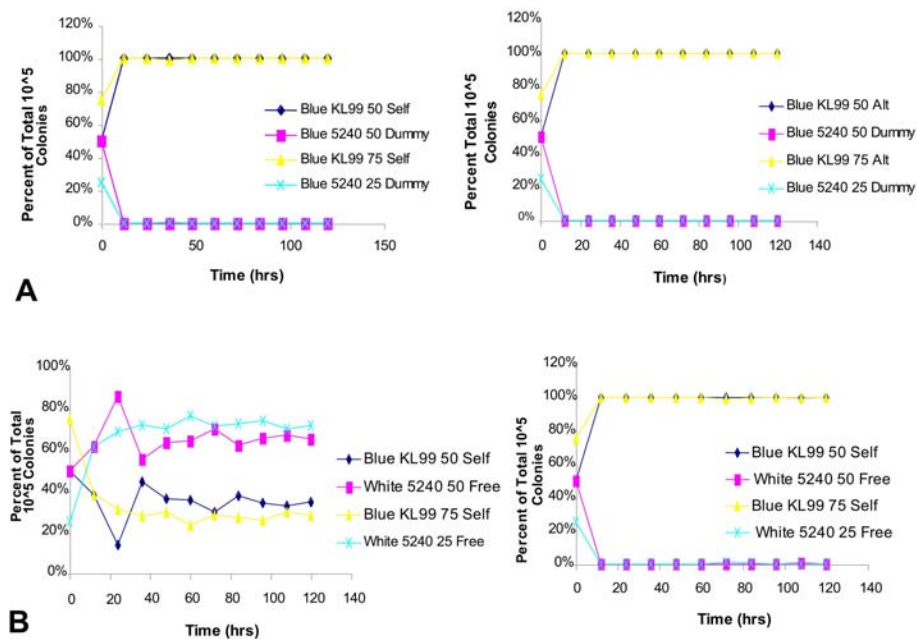 120%
100%
80%
60%
40%
20%
0%
Percent of Total 10^5
Colonies
0
50
100
150
Time (hrs)
Blue KL99 50 Self
Blue 5240 50 Dummy
Blue KL99 75 Self
Blue 5240 25 Dummy
120%
100%
80%
60%
40%
20%
0%
Percent Total 10^5
Colonies
0
20
40
60
80
100
120
140
Time (hrs)
Blue KL99 50 Alt
Blue 5240 50 Dummy
Blue KL99 75 Alt
Blue 5240 25 Dummy
A
100%
80%
60%
40%
20%
0%
Percent of Total
10^5 Colonies
0
20
40
60
80
100
120
140
Time (hrs)
Blue KL99 50 Self
White 5240 50 Free
Blue KL99 75 Self
White 5240 25 Free
120%
100%
80%
60%
40%
20%
0%
Percent of Total 10^5
Colonies
0
20
40
60
80
100
120
140
Time (hrs)
Blue KL99 50 Self
White 5240 50 Free
Blue KL99 75 Self
White 5240 25 Free
B